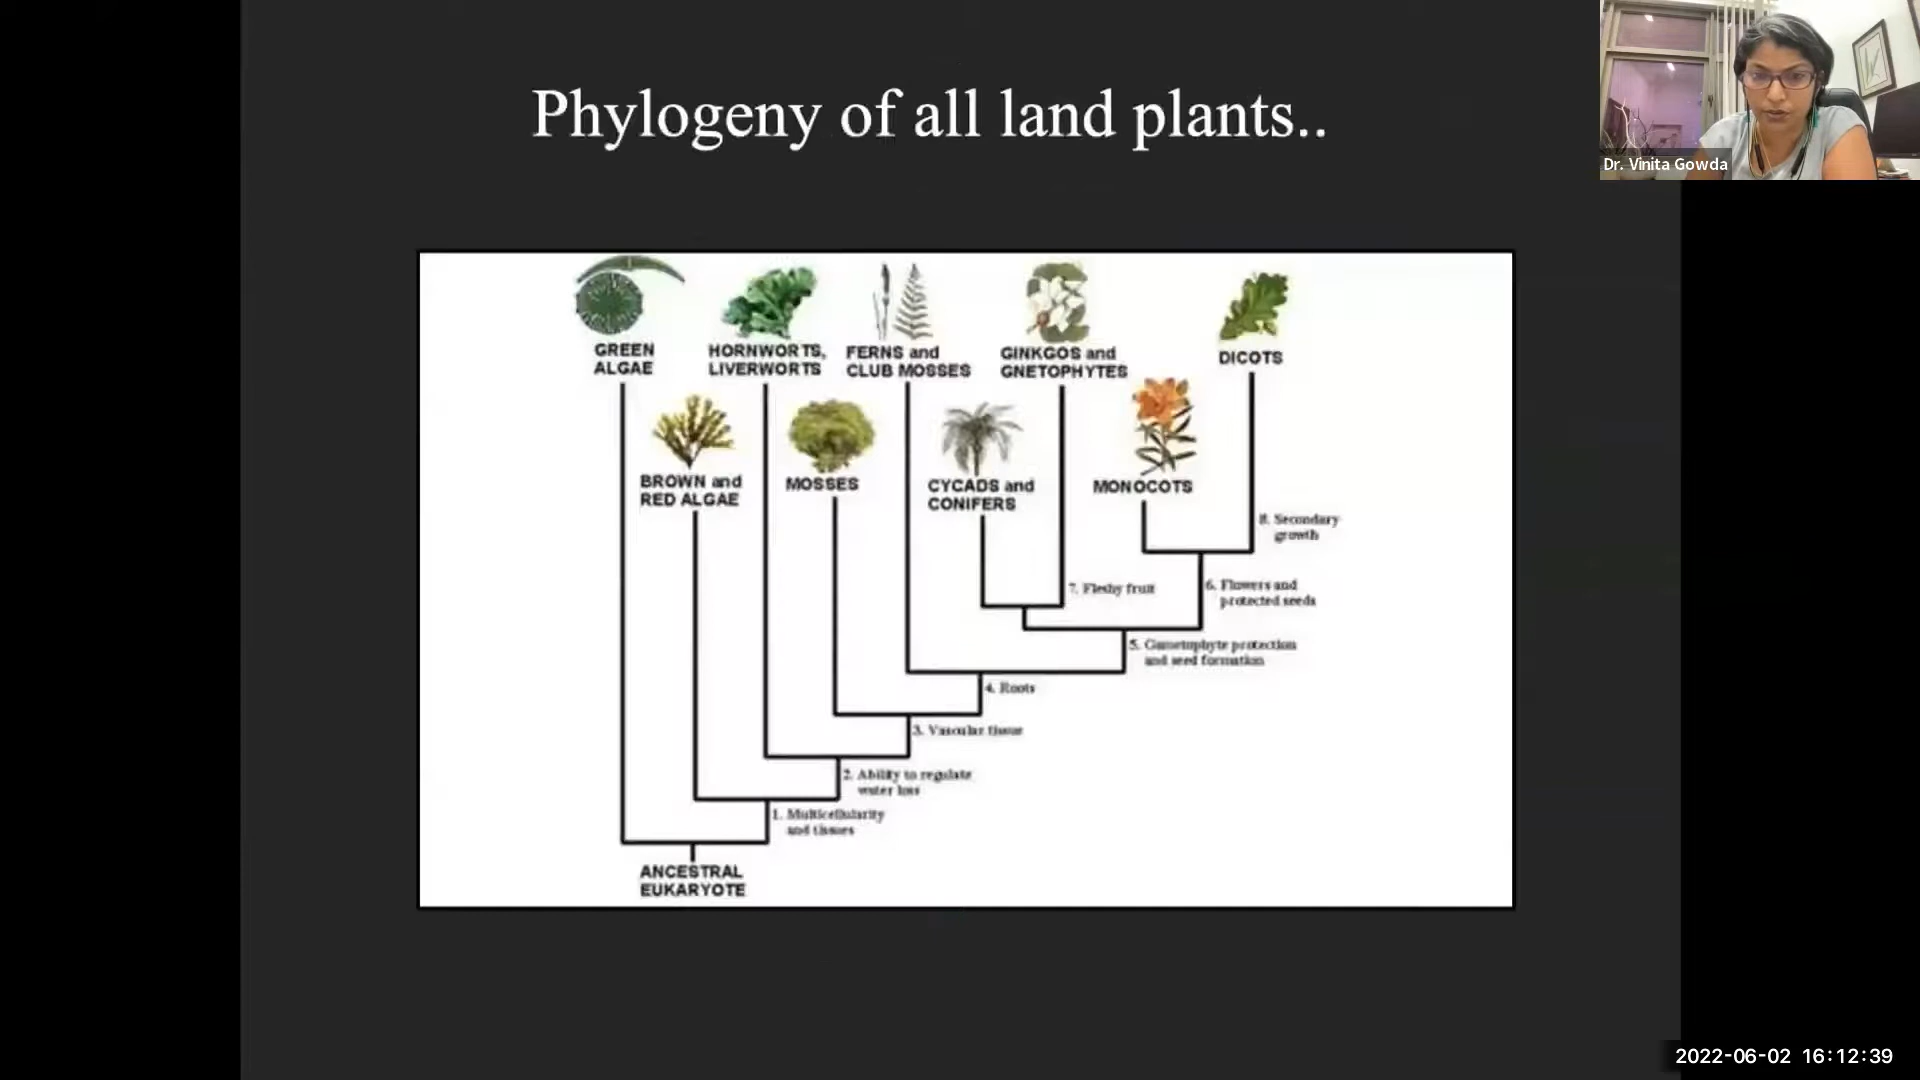 Phylogeny of all land plants..
Dr. Vinita Gowda
GREEN
ALGAE
HORNWORTS,
LIVERWORTS
FERNS and
CLUB MOSSES
GINKGOS and
GNETOPHYTES
DICOTS
BROWN and
RED ALGAE
MOSSES
CYCADS and
CONIFERS
MONOCOTS
8. Secondary
growth
7. Fleshy fruit
6. Flowers and
protected seeds
5. Gametophyte protection
and seed formation
4. Roots
3. Vascular tissue
2. Ability to regulate
water loss
1. Multicellularity
and tissues
ANCESTRAL
EUKARYOTE
2022-06-02 16:12:39